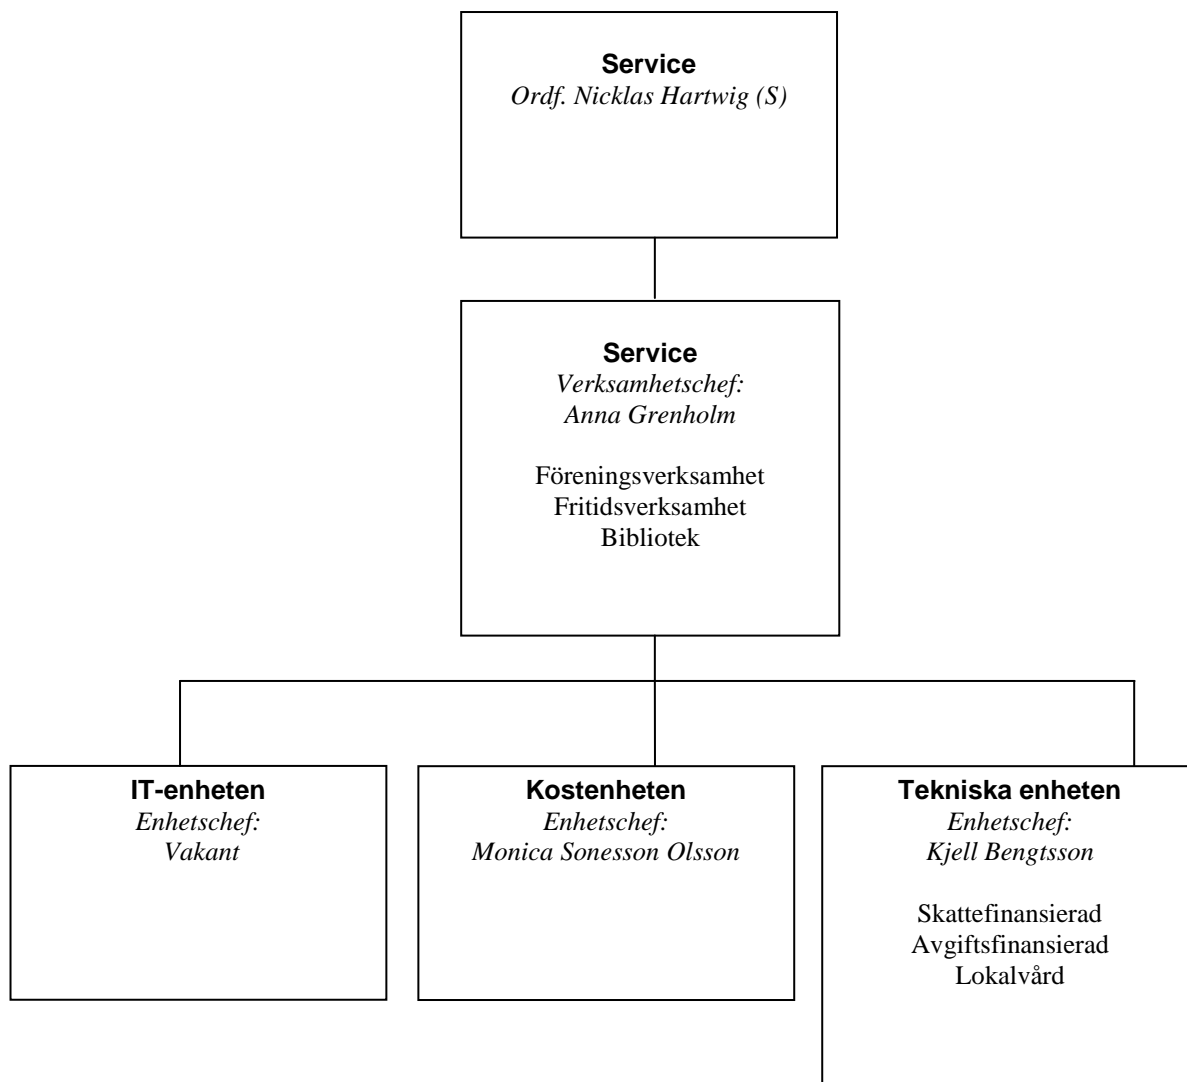 Service
Ordf. Nicklas Hartwig (S)
Service
Verksamhetschef:
Anna Grenholm
Föreningsverksamhet
Fritidsverksamhet
Bibliotek
IT-enheten
Enhetschef:
Vakant
Kostenheten
Enhetschef:
Monica Sonesson Olsson
Tekniska enheten
Enhetschef:
Kjell Bengtsson
Skattefinansierad
Avgiftsfinansierad
Lokalvård